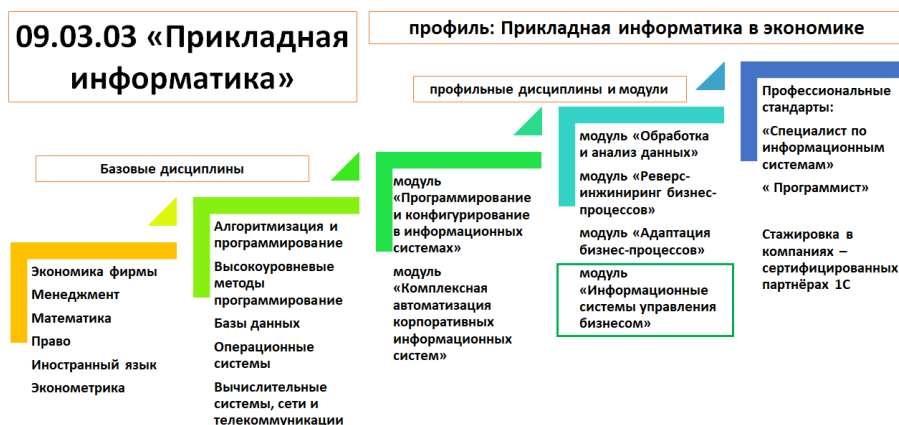 09.03.03 «Прикладная
информатика»
профиль: Прикладная информатика в экономике
профильные дисциплины и модули
Базовые дисциплины
Экономика фирмы
Менеджмент
Математика
Право
Иностранный язык
Эконометрика
Алгоритмизация и
программирование
Высокоуровневые
методы
программирование
Базы данных
Операционные
системы
Вычислительные
системы, сети и
телекоммуникации
модуль
«Программирование
и конфигурирование
в информационных
системах»
модуль
«Комплексная
автоматизация
корпоративных
информационных
систем»
модуль «Обработка
и анализ данных»
модуль «Реверс-
инжиниринг бизнес-
процессов»
модуль «Адаптация
бизнес-процессов»
модуль
«Информационные
системы управления
бизнесом»
Профессиональные
стандарты:
«Специалист по
информационным
системам»
« Программист»
Стажировка в
компаниях –
сертифицированных
партнёрах 1С